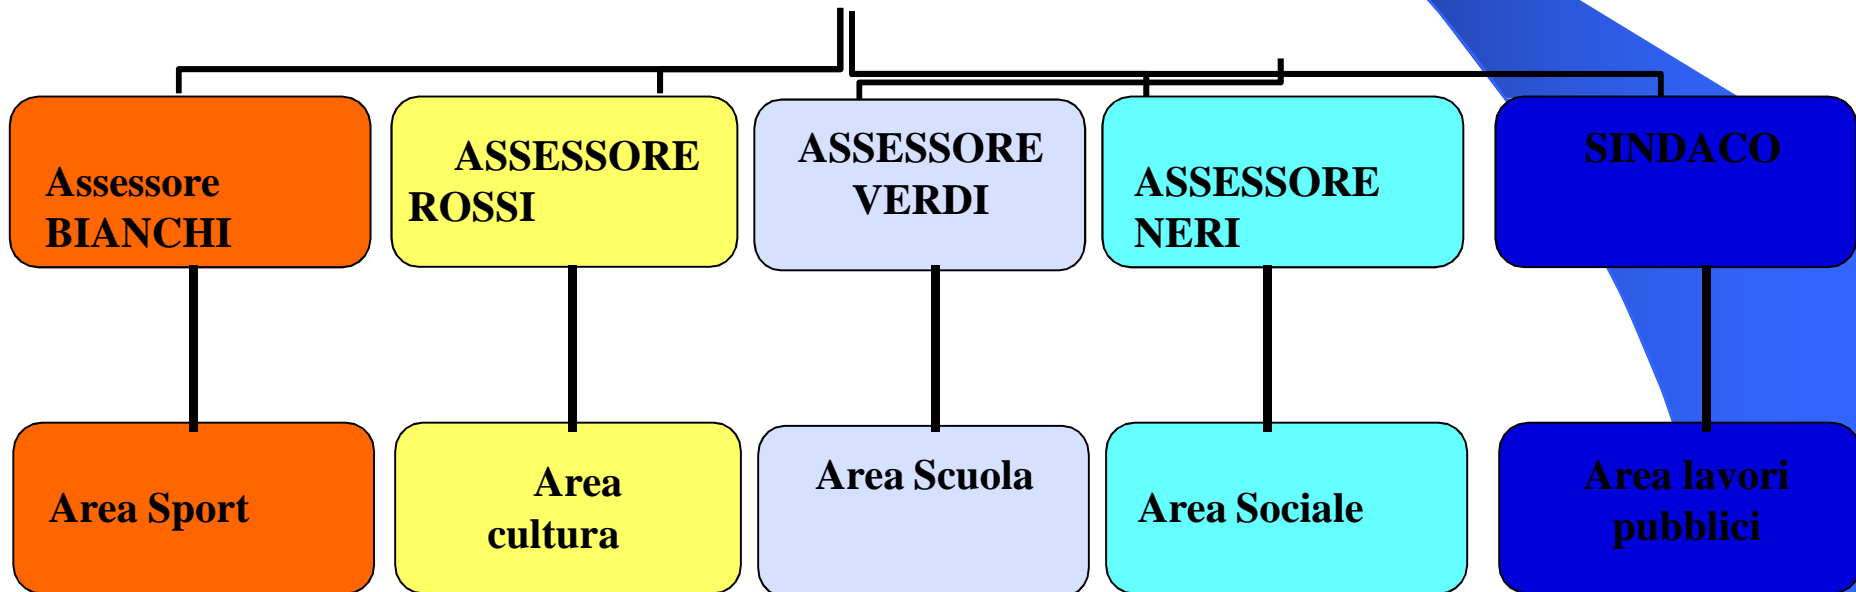 Assessore
BIANCHI
ASSESSORE
ROSSI
ASSESSORE
VERDI
ASSESSORE
NERI
SINDACO
Area Sport
Area
cultura
Area Scuola
Area Sociale
Area lavori
pubblici